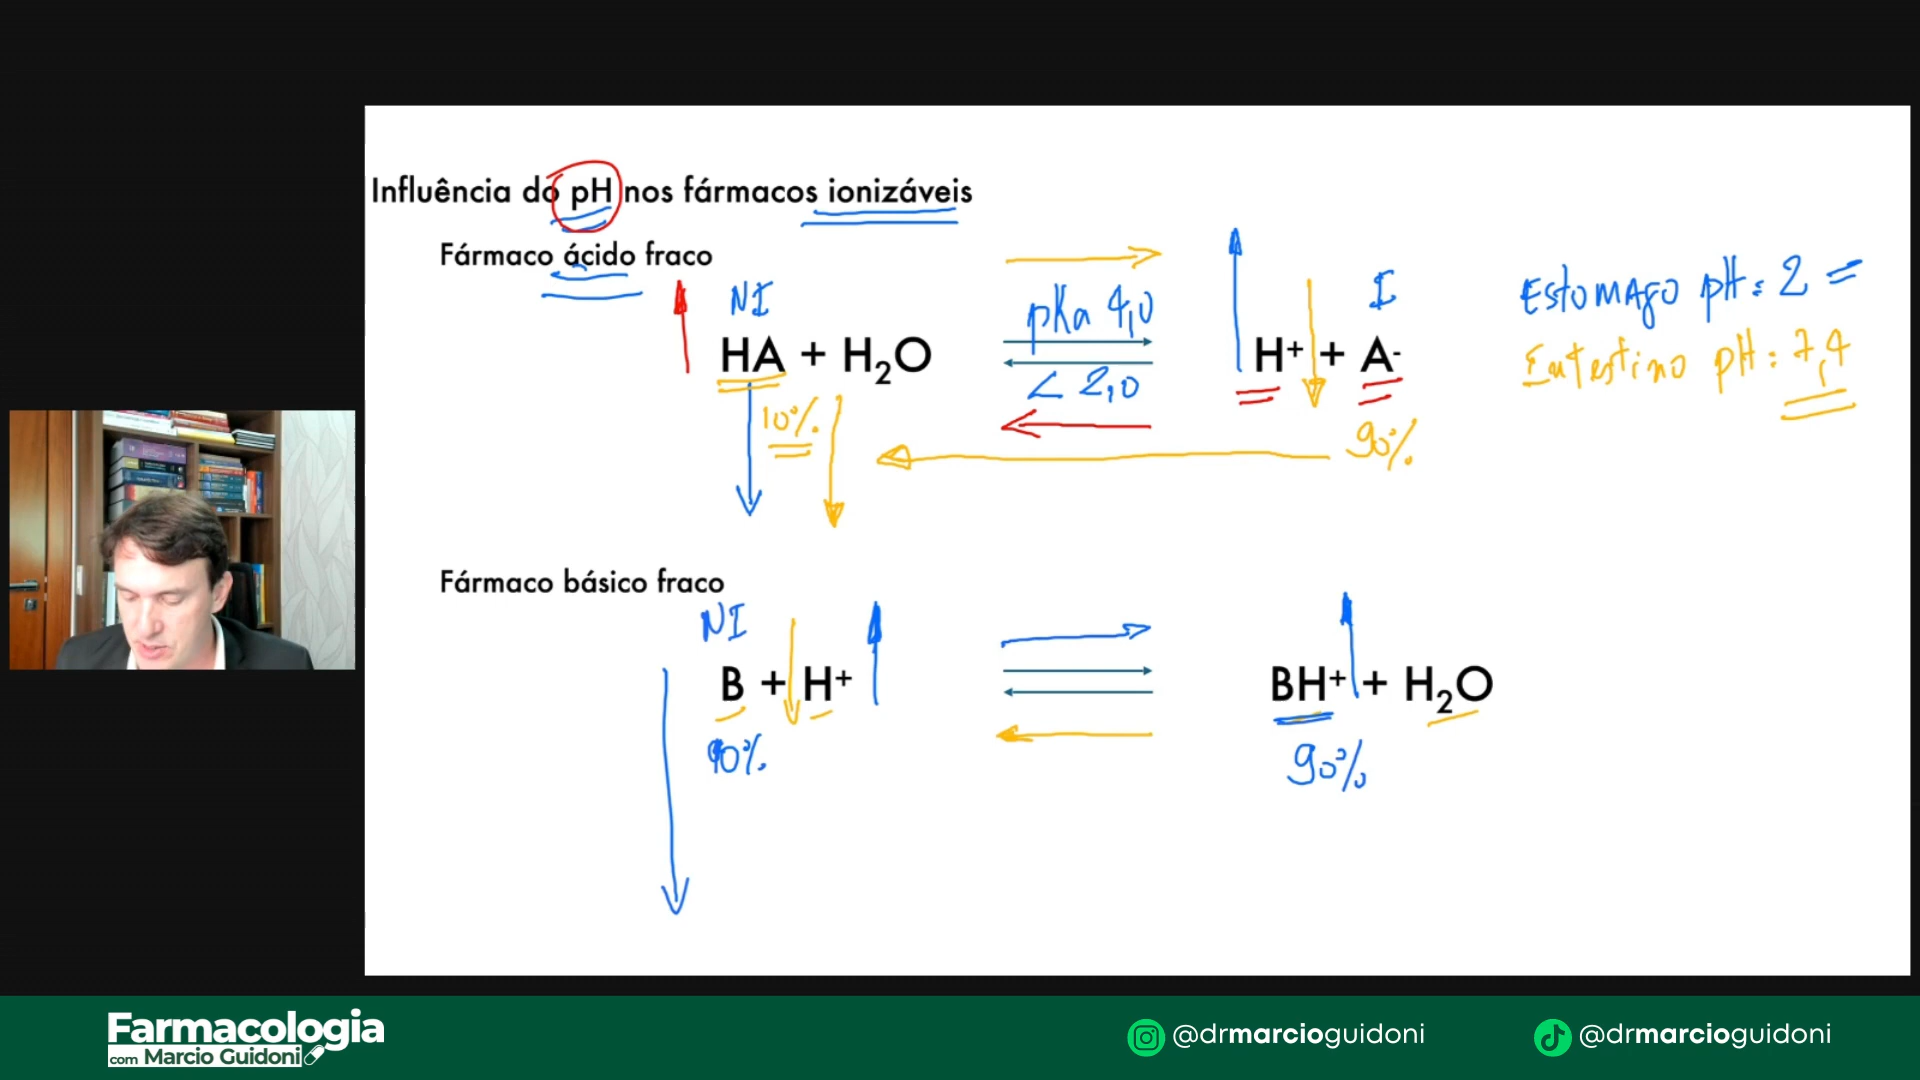 Influência do pH nos fármacos ionizáveis
Fármaco ácido fraco
NI
pKa 4,0
I
Estomago pH: 2 =
HA + H₂O
H⁺ + A-
Intestino pH: 7,4
< 2,0
10%
90%
Fármaco básico fraco
NI
B + H⁺
BH⁺ + H₂O
90%
Farmacologia
com Marcio Guidoni
@drmarcioguidoni
@drmarcioguidoni